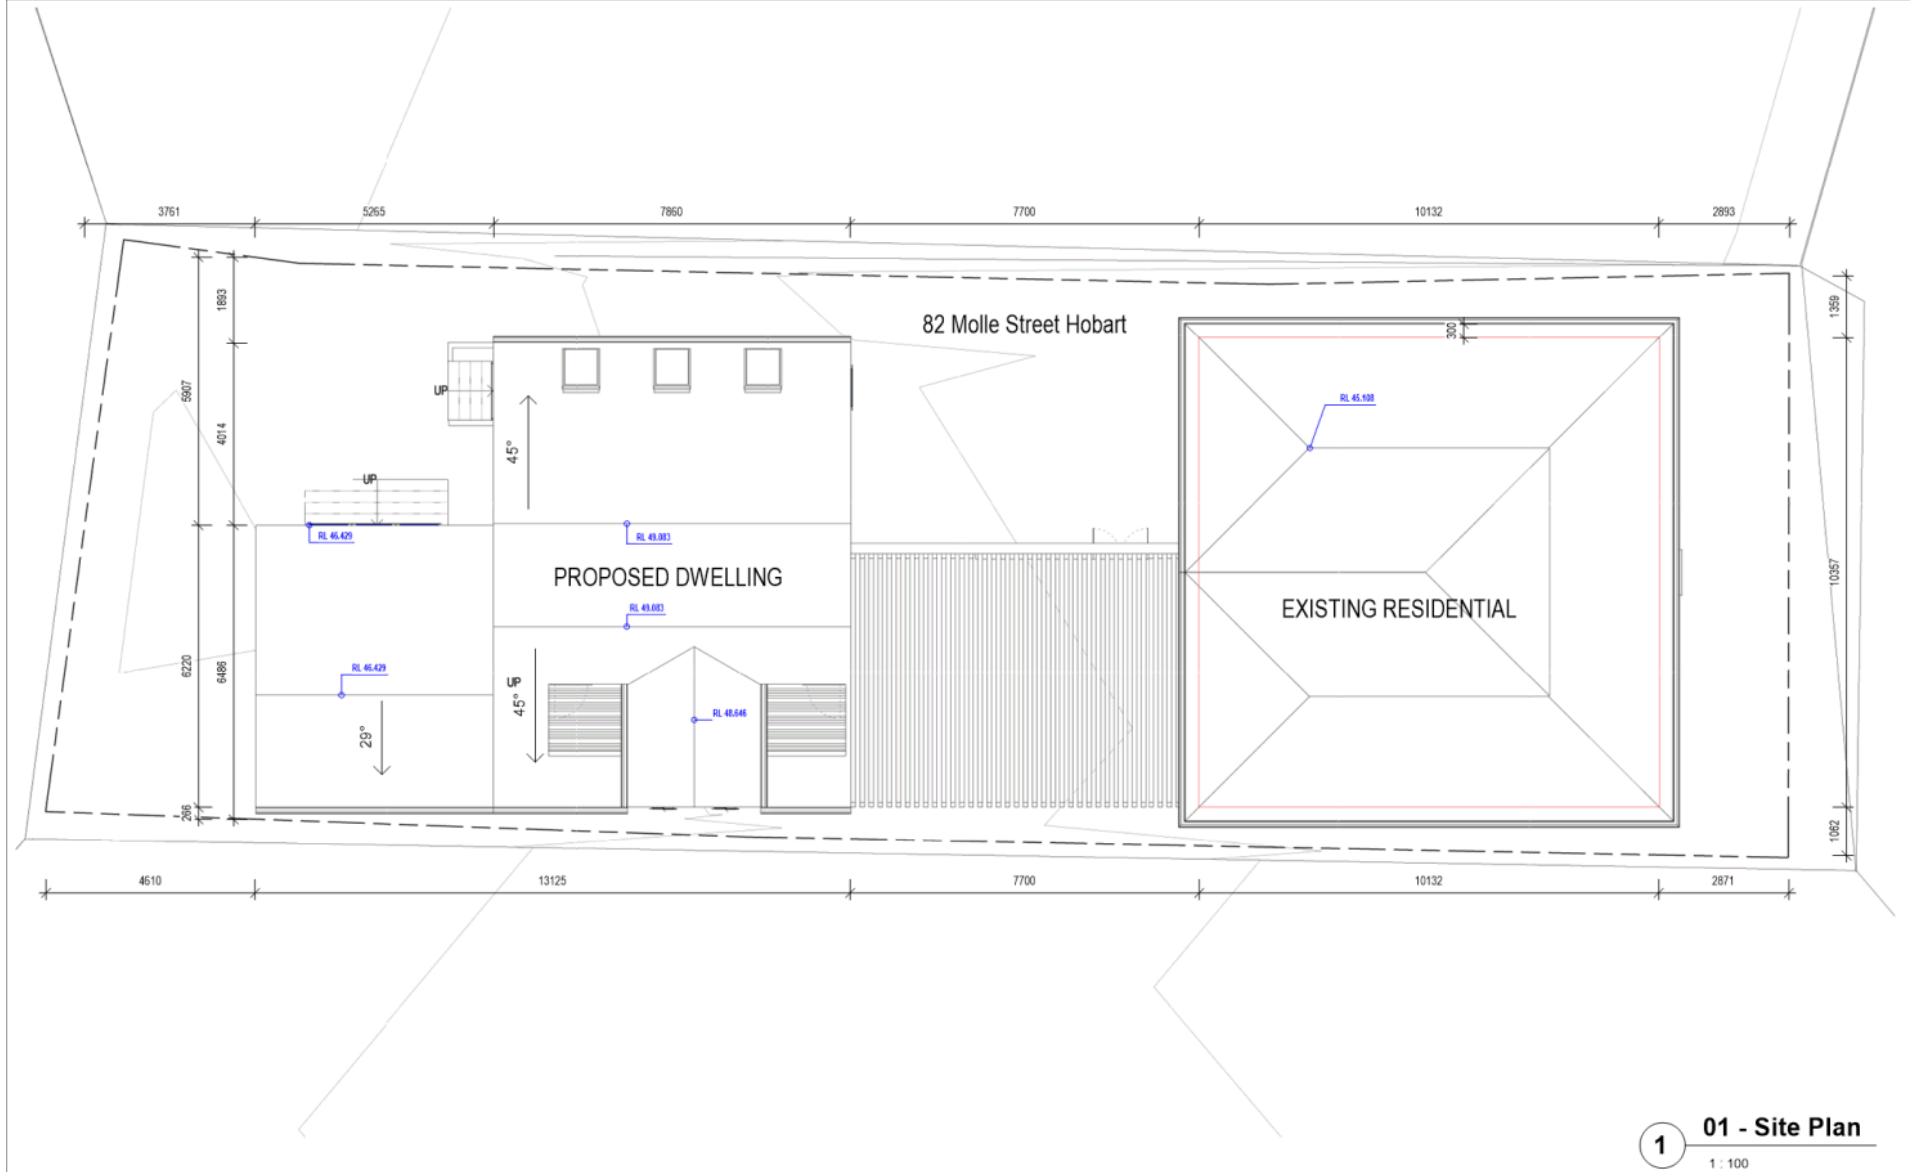 3761
5265
7860
7700
10132
2893
1893
5907
4014
82 Molle Street Hobart
300
1359
UP
45°
RL 45.108
UP
RL 46.429
RL 49.083
PROPOSED DWELLING
RL 49.083
EXISTING RESIDENTIAL
10357
6220
6486
RL 46.429
UP
45°
RL 48.646
29°
266
1062
4610
13125
7700
10132
2871
1
01 - Site Plan
1 : 100